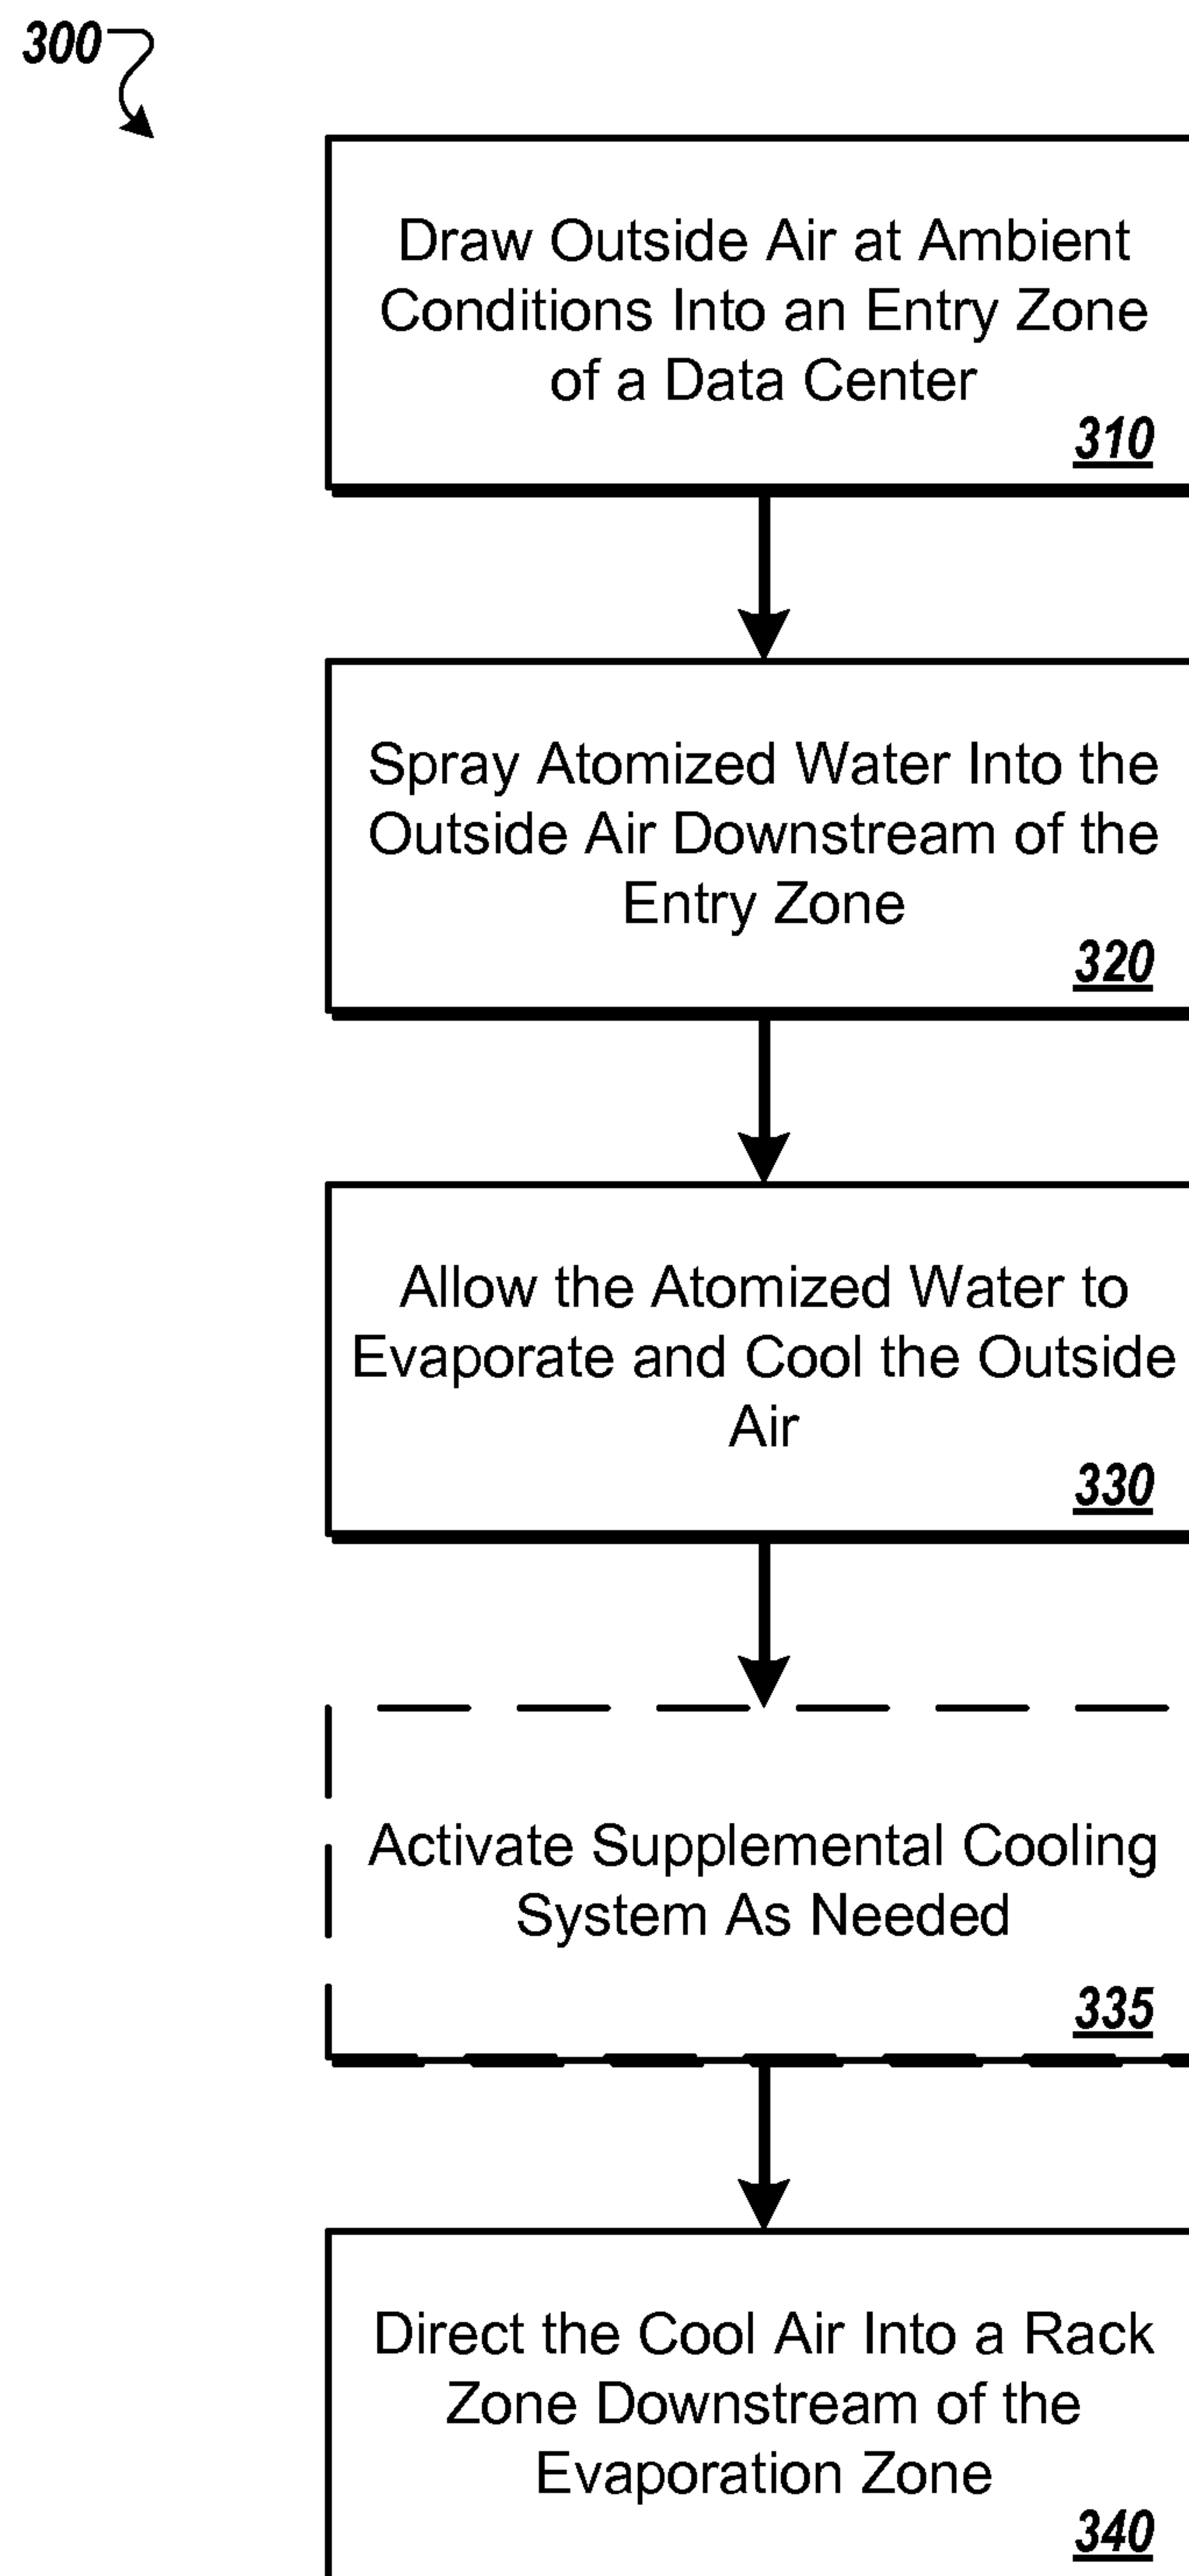 300
Draw Outside Air at Ambient
Conditions Into an Entry Zone
of a Data Center
310
Spray Atomized Water Into the
Outside Air Downstream of the
Entry Zone
320
Allow the Atomized Water to
Evaporate and Cool the Outside
Air
330
Activate Supplemental Cooling
System As Needed
335
Direct the Cool Air Into a Rack
Zone Downstream of the
Evaporation Zone
340